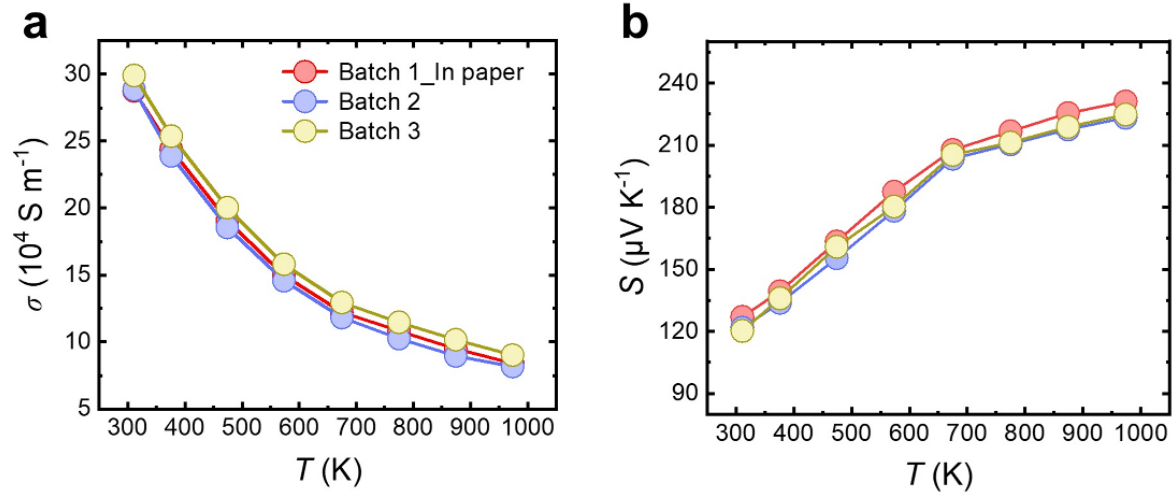 a
30
25
20
15
10
5
σ (10⁴ S m⁻¹)
Batch 1_In paper
Batch 2
Batch 3
300 400 500 600 700 800 900 1000
T (K)
b
240
210
180
150
120
90
S (µV K⁻¹)
300 400 500 600 700 800 900 1000
T (K)